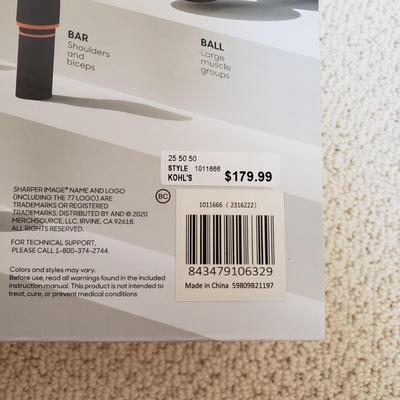 BAR
Shoulders
and
biceps
BALL
Large
muscle
groups
25 50 50
STYLE 1011666
KOHL'S $179.99
SHARPER IMAGE® NAME AND LOGO
(INCLUDING THE 77 LOGO) ARE
TRADEMARKS OR REGISTERED
TRADEMARKS. DISTRIBUTED BY AND © 2020
MERCHSOURCE, LLC, IRVINE, CA 92618.
ALL RIGHTS RESERVED.
BC
FOR TECHNICAL SUPPORT,
PLEASE CALL 1-800-374-2744.
Colors and styles may vary.
Before use, read all warnings found in the included
instruction manual. This product is not intended to
treat, cure, or prevent medical conditions
1011666 ( 2316222)
843479106329
Made in China 59809B21197